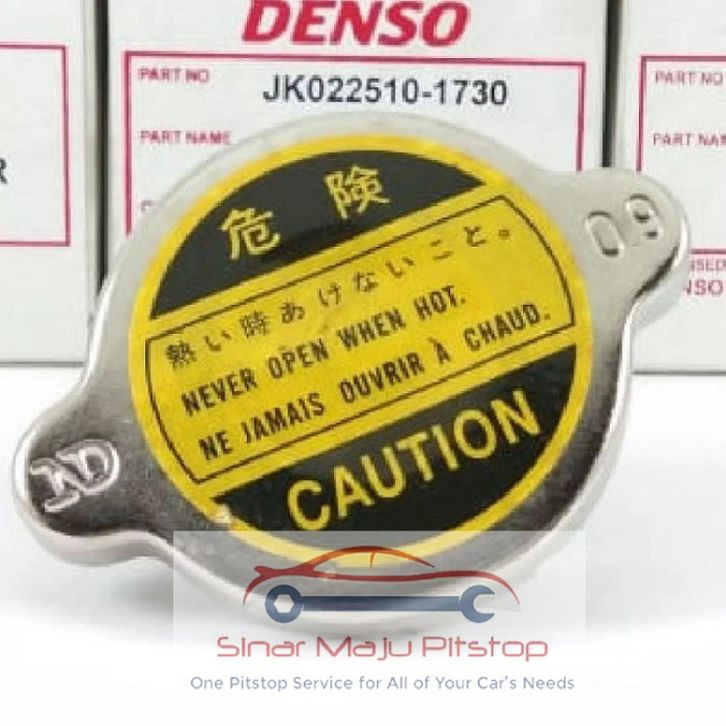 DENSO
PART NO
JK022510-1730
PART NAME
PART NO
危険
熱い時あけないこと。
NEVER OPEN WHEN HOT.
NE JAMAIS OUVRIR À CHAUD.
CAUTION
0.9
ND
DENSO
Sinar Maju Pitstop
One Pitstop Service for All of Your Car's Needs